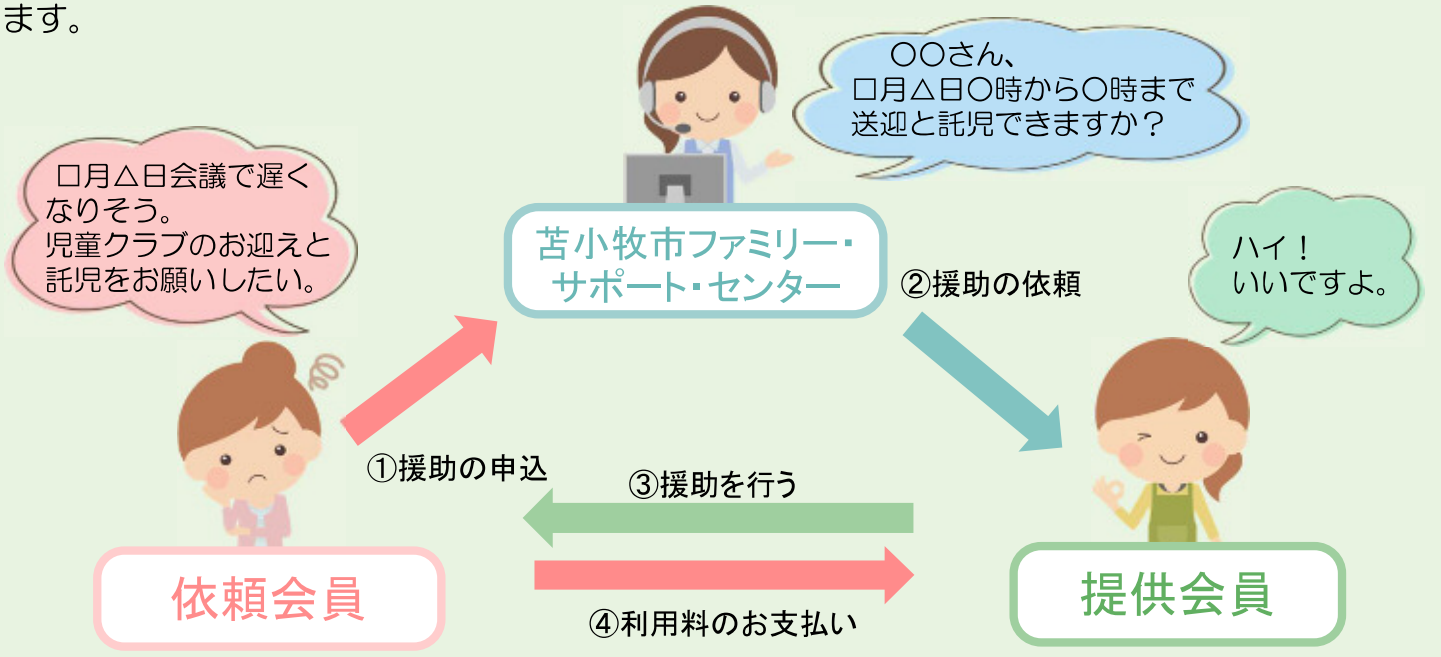 ます。
〇〇さん、
□月△日〇時から〇時まで
送迎と託児できますか？
□月△日会議で遅く
なりそう。
児童クラブのお迎えと
託児をお願いしたい。
苫小牧市ファミリー・
サポート・センター
②援助の依頼
ハイ！
いいですよ。
①援助の申込
③援助を行う
依頼会員
提供会員
④利用料のお支払い